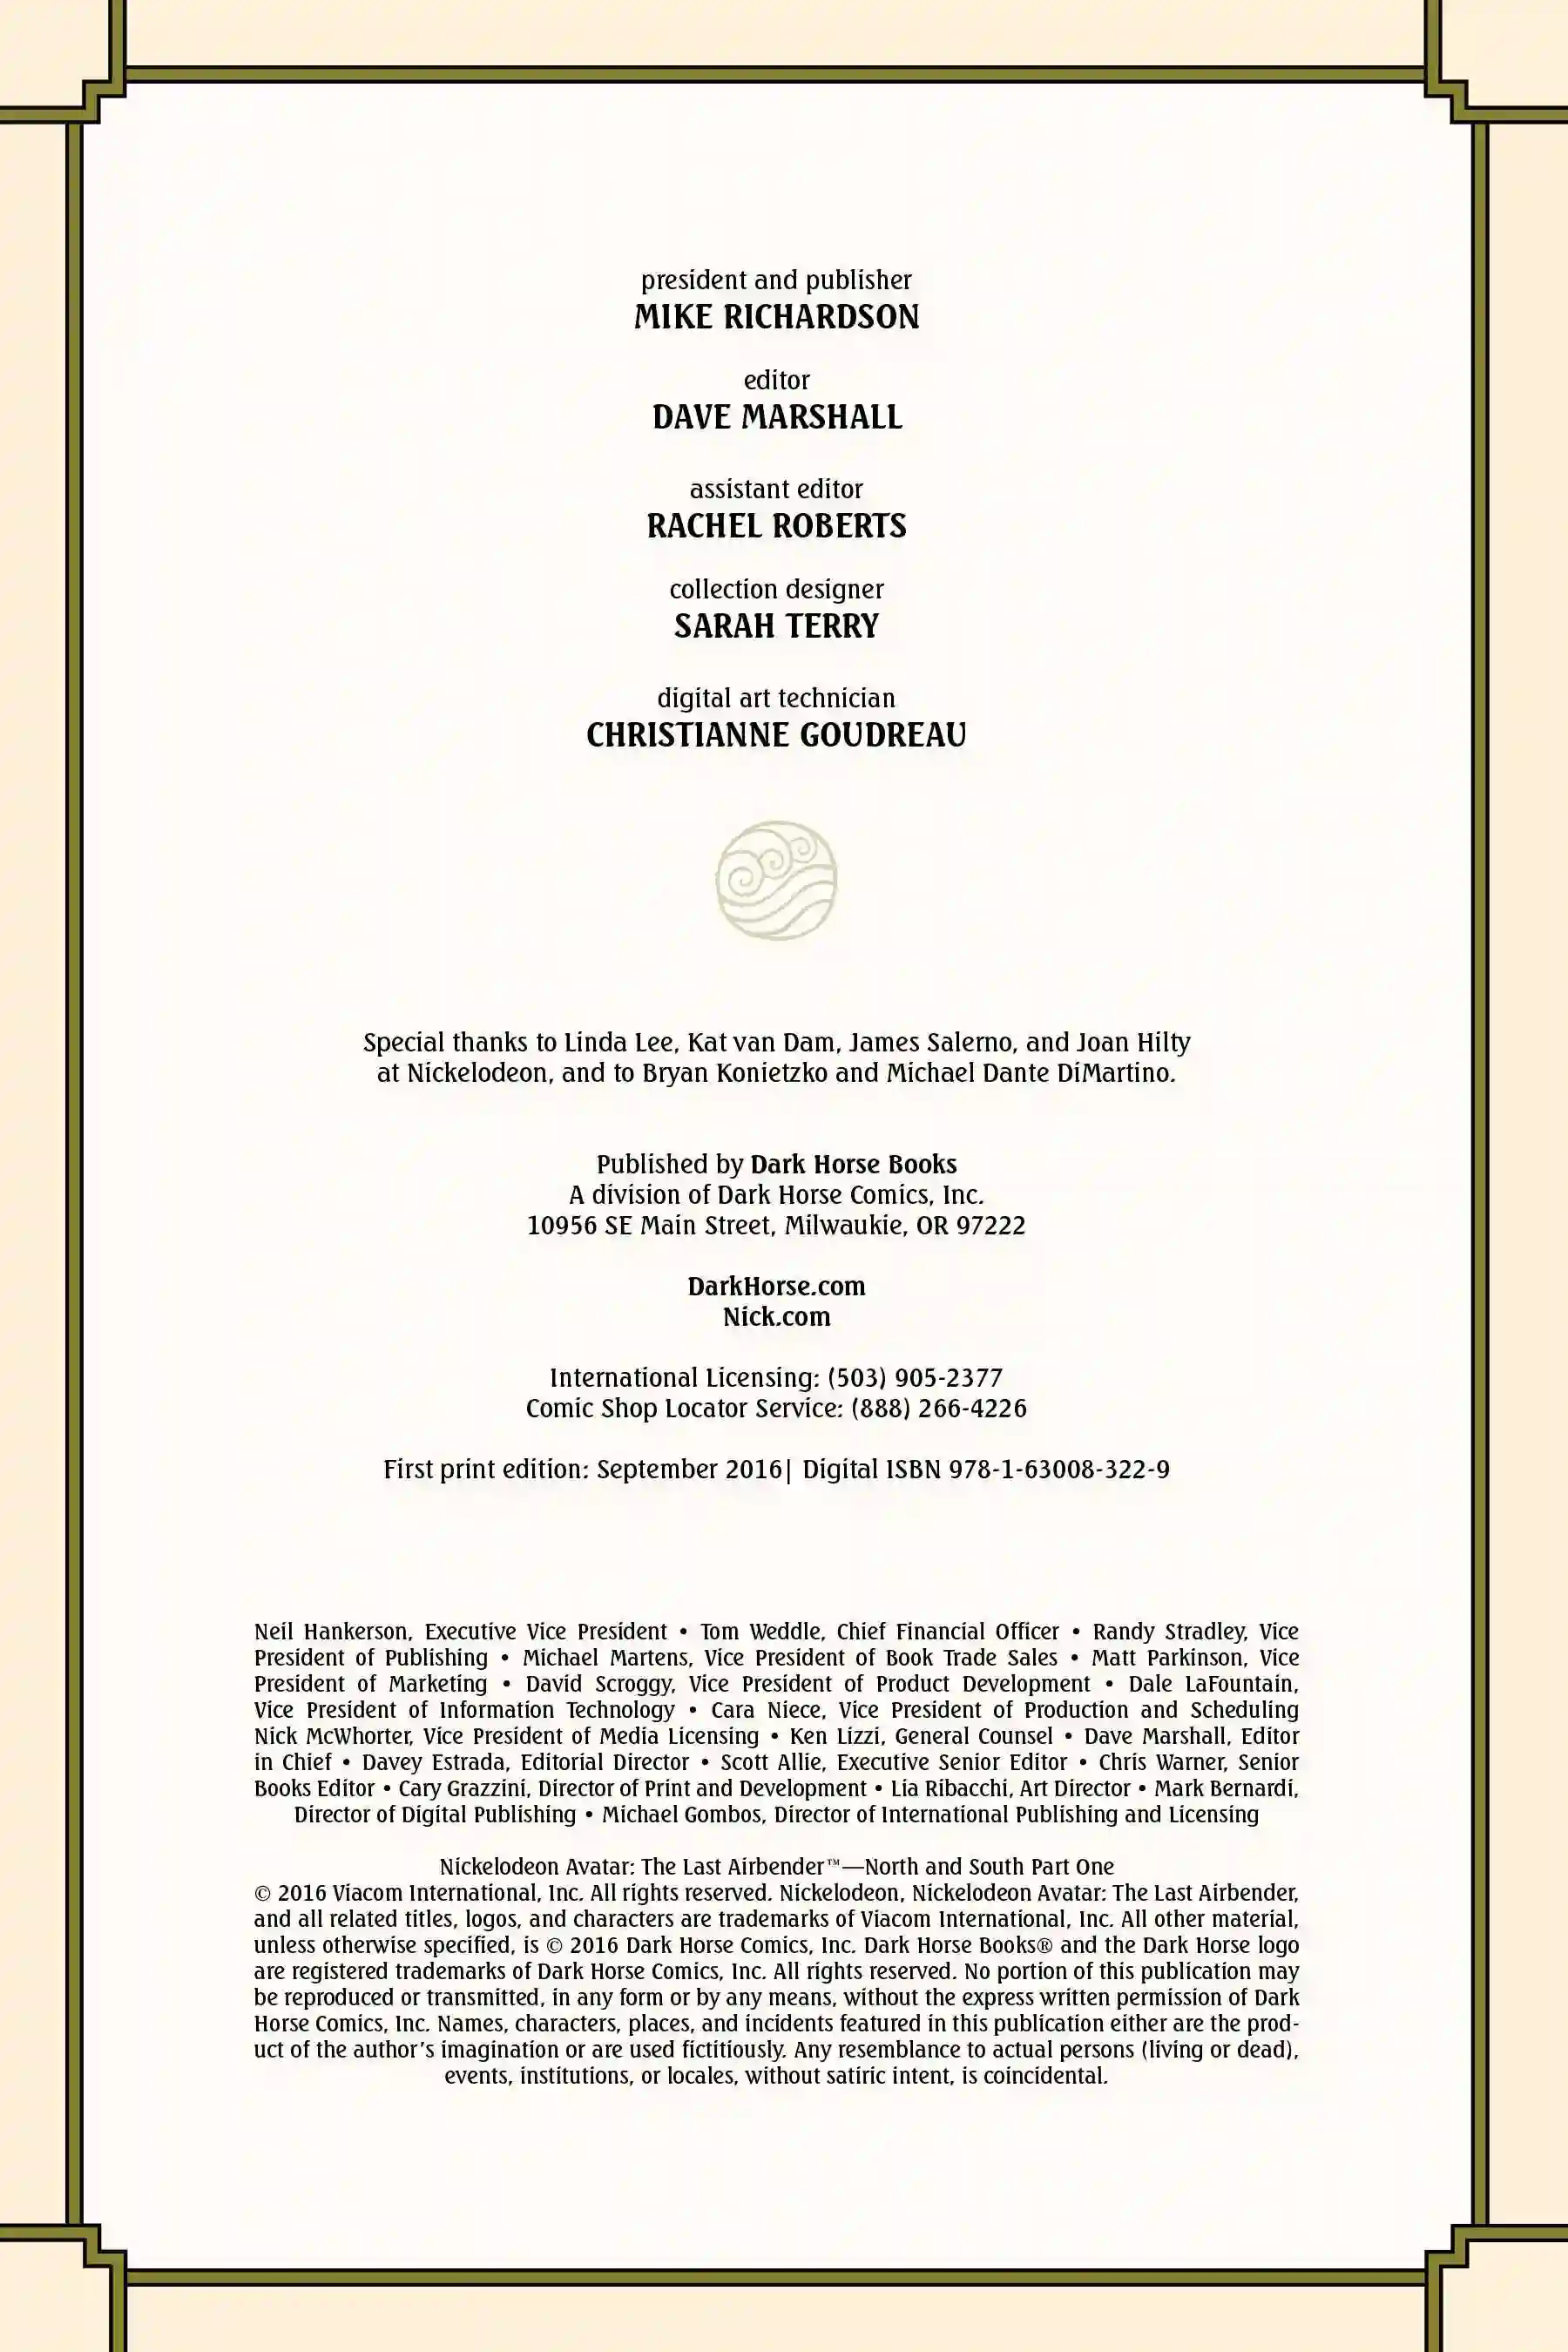 president and publisher
MIKE RICHARDSON
editor
DAVE MARSHALL
assistant editor
RACHEL ROBERTS
collection designer
SARAH TERRY
digital art technician
CHRISTIANNE GOUDREAU
Special thanks to Linda Lee, Kat van Dam, James Salerno, and Joan Hilty
at Nickelodeon, and to Bryan Konietzko and Michael Dante DiMartino.
Published by Dark Horse Books
A division of Dark Horse Comics, Inc.
10956 SE Main Street, Milwaukie, OR 97222
DarkHorse.com
Nick.com
International Licensing: (503) 905-2377
Comic Shop Locator Service: (888) 266-4226
First print edition: September 2016| Digital ISBN 978-1-63008-322-9
Neil Hankerson, Executive Vice President • Tom Weddle, Chief Financial Officer • Randy Stradley, Vice
President of Publishing • Michael Martens, Vice President of Book Trade Sales • Matt Parkinson, Vice
President of Marketing • David Scroggy, Vice President of Product Development • Dale LaFountain,
Vice President of Information Technology • Cara Niece, Vice President of Production and Scheduling
Nick McWhorter, Vice President of Media Licensing • Ken Lizzi, General Counsel • Dave Marshall, Editor
in Chief • Davey Estrada, Editorial Director • Scott Allie, Executive Senior Editor • Chris Warner, Senior
Books Editor • Cary Grazzini, Director of Print and Development • Lia Ribacchi, Art Director • Mark Bernardi,
Director of Digital Publishing • Michael Gombos, Director of International Publishing and Licensing
Nickelodeon Avatar: The Last Airbender™—North and South Part One
© 2016 Viacom International, Inc. All rights reserved. Nickelodeon, Nickelodeon Avatar: The Last Airbender,
and all related titles, logos, and characters are trademarks of Viacom International, Inc. All other material,
unless otherwise specified, is © 2016 Dark Horse Comics, Inc. Dark Horse Books® and the Dark Horse logo
are registered trademarks of Dark Horse Comics, Inc. All rights reserved. No portion of this publication may
be reproduced or transmitted, in any form or by any means, without the express written permission of Dark
Horse Comics, Inc. Names, characters, places, and incidents featured in this publication either are the prod-
uct of the author's imagination or are used fictitiously. Any resemblance to actual persons (living or dead),
events, institutions, or locales, without satiric intent, is coincidental.